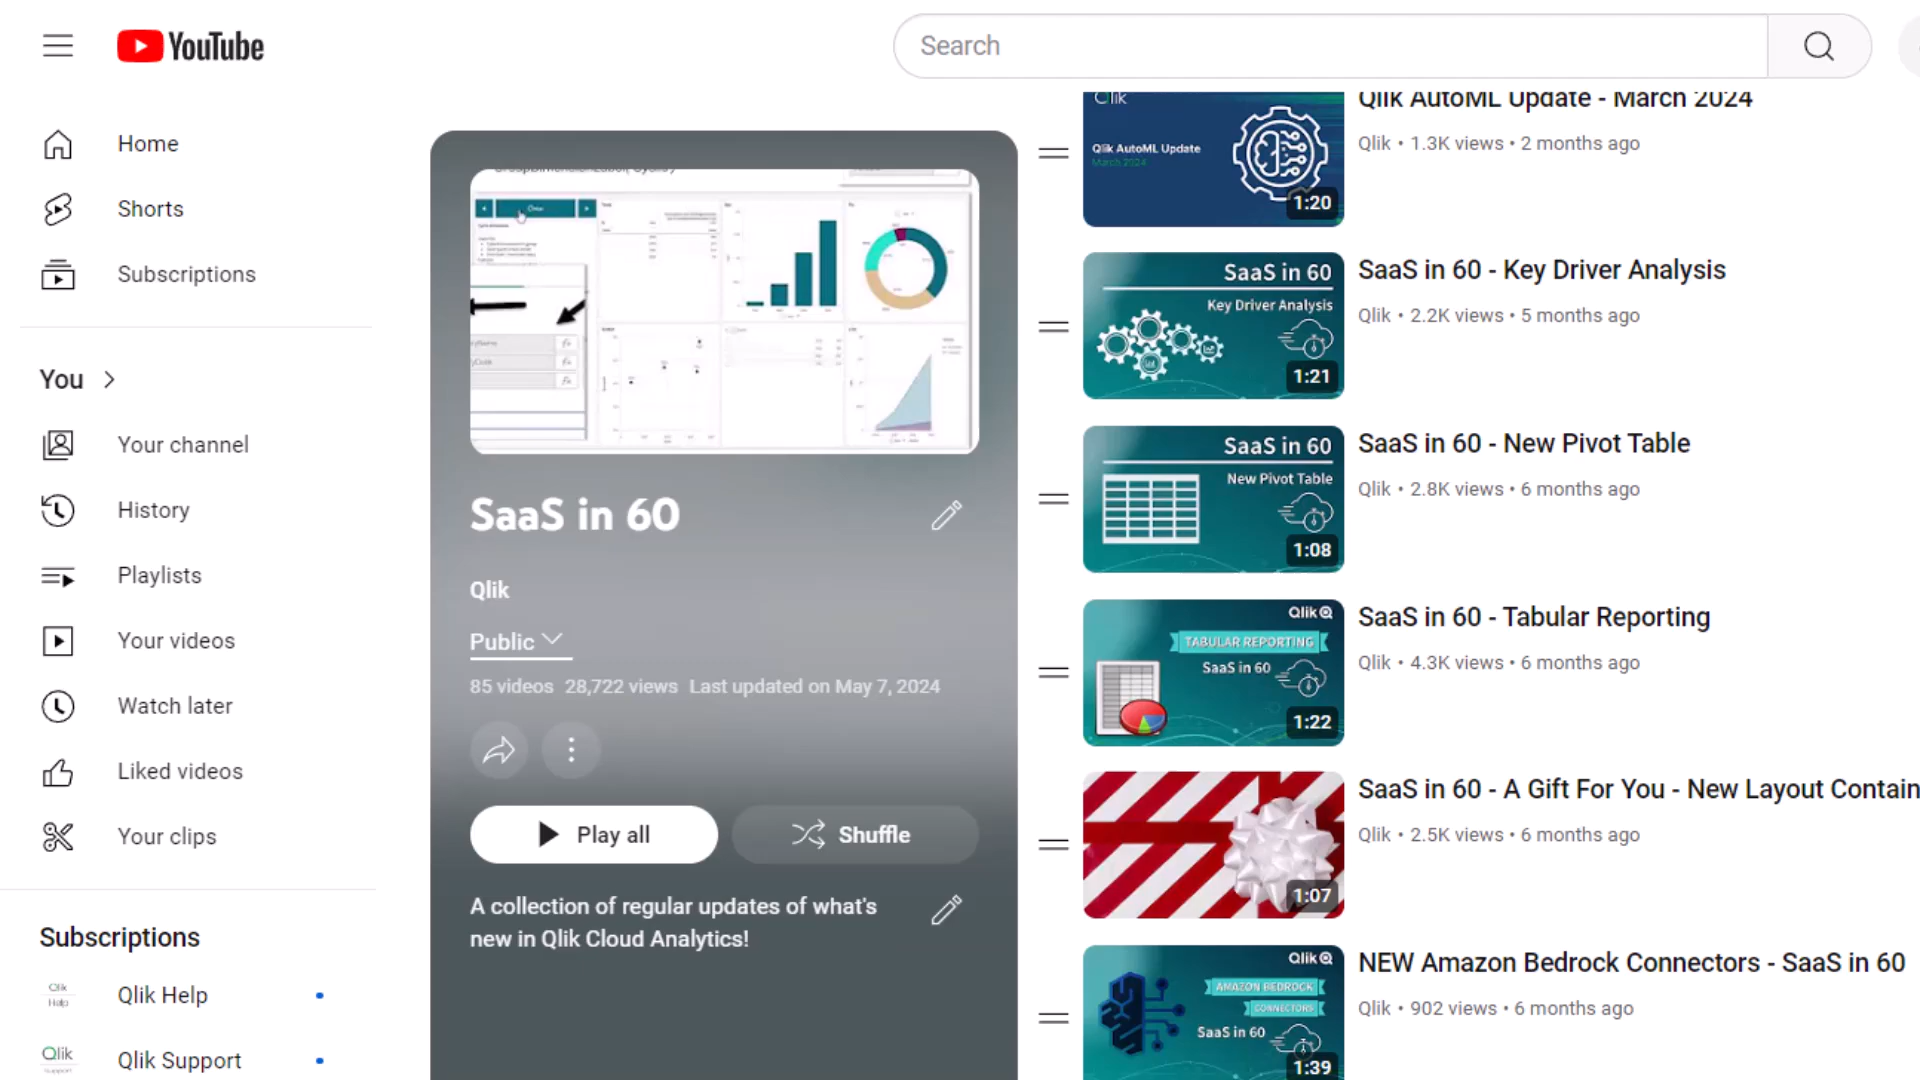 YouTube
Search
Home
Shorts
Subscriptions
You
Your channel
History
Playlists
Your videos
Watch later
Liked videos
Your clips
Subscriptions
Qlik
Help
Qlik Help
Qlik
Support
Qlik Support
SaaS in 60
Qlik
Public
85 videos 28,722 views Last updated on May 7, 2024
Play all
Shuffle
A collection of regular updates of what's
new in Qlik Cloud Analytics!
Qlik
Qlik AutoML Update
March 2024
1:20
Qlik AutoML Update - March 2024
Qlik • 1.3K views • 2 months ago
SaaS in 60
Key Driver Analysis
1:21
SaaS in 60 - Key Driver Analysis
Qlik • 2.2K views • 5 months ago
SaaS in 60
New Pivot Table
1:08
SaaS in 60 - New Pivot Table
Qlik • 2.8K views • 6 months ago
Qlik
TABULAR REPORTING
SaaS in 60
1:22
SaaS in 60 - Tabular Reporting
Qlik • 4.3K views • 6 months ago
1:07
SaaS in 60 - A Gift For You - New Layout Contain
Qlik • 2.5K views • 6 months ago
Qlik
AMAZON BEDROCK
CONNECTORS
SaaS in 60
1:39
NEW Amazon Bedrock Connectors - SaaS in 60
Qlik • 902 views • 6 months ago